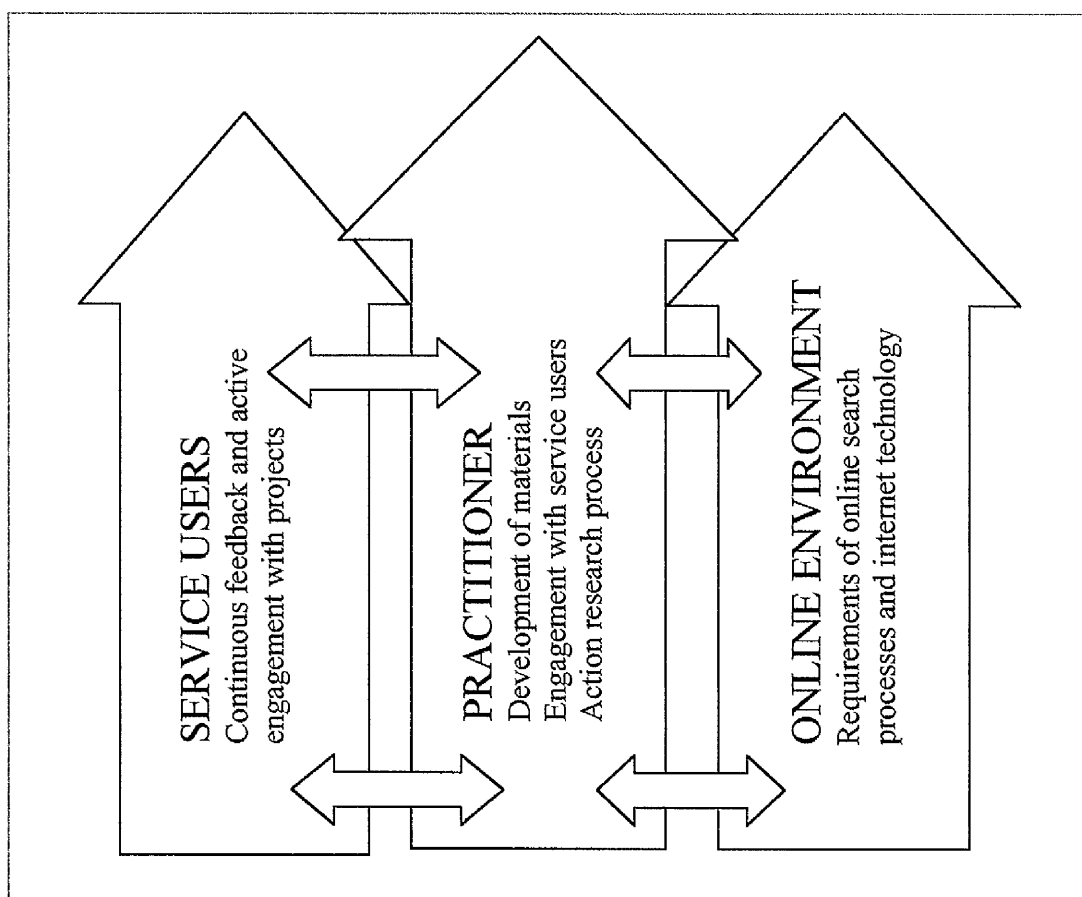 SERVICE USERS
Continuous feedback and active
engagement with projects
PRACTITIONER
Development of materials
Engagement with service users
Action research process
ONLINE ENVIRONMENT
Requirements of online search
processes and internet technology